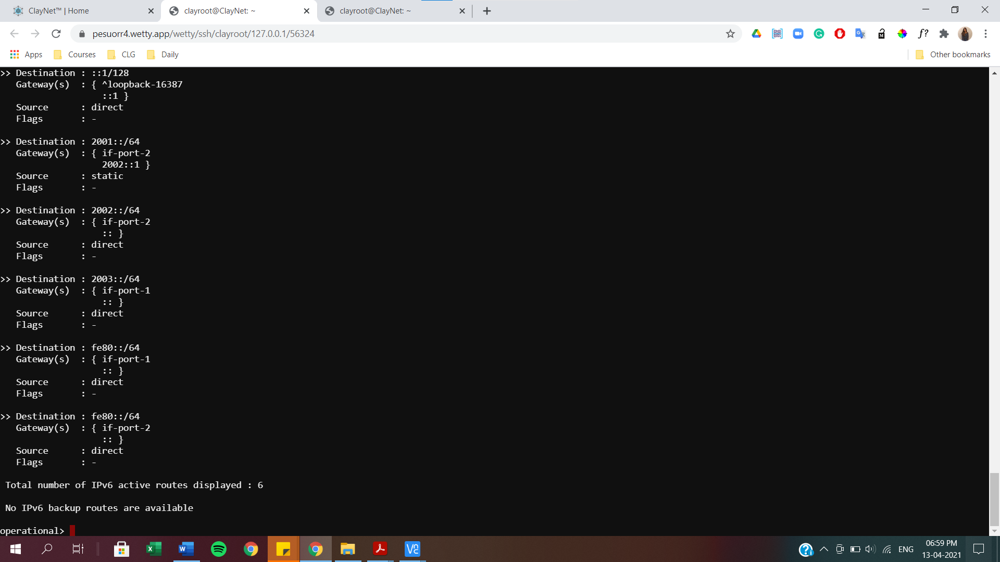 ClayNet™ | Home
clayroot@ClayNet: ~
clayroot@ClayNet: ~
pesuorr4.wetty.app/wetty/ssh/clayroot/127.0.0.1/56324
Apps
Courses
CLG
Daily
Other bookmarks
>> Destination : ::1/128
Gateway(s) : { ^loopback-16387
::1 }
Source : direct
Flags : -
>> Destination : 2001::/64
Gateway(s) : { if-port-2
2002::1 }
Source : static
Flags : -
>> Destination : 2002::/64
Gateway(s) : { if-port-2
:: }
Source : direct
Flags : -
>> Destination : 2003::/64
Gateway(s) : { if-port-1
:: }
Source : direct
Flags : -
>> Destination : fe80::/64
Gateway(s) : { if-port-1
:: }
Source : direct
Flags : -
>> Destination : fe80::/64
Gateway(s) : { if-port-2
:: }
Source : direct
Flags : -
Total number of IPv6 active routes displayed : 6
No IPv6 backup routes are available
operational>
ENG
06:59 PM
13-04-2021